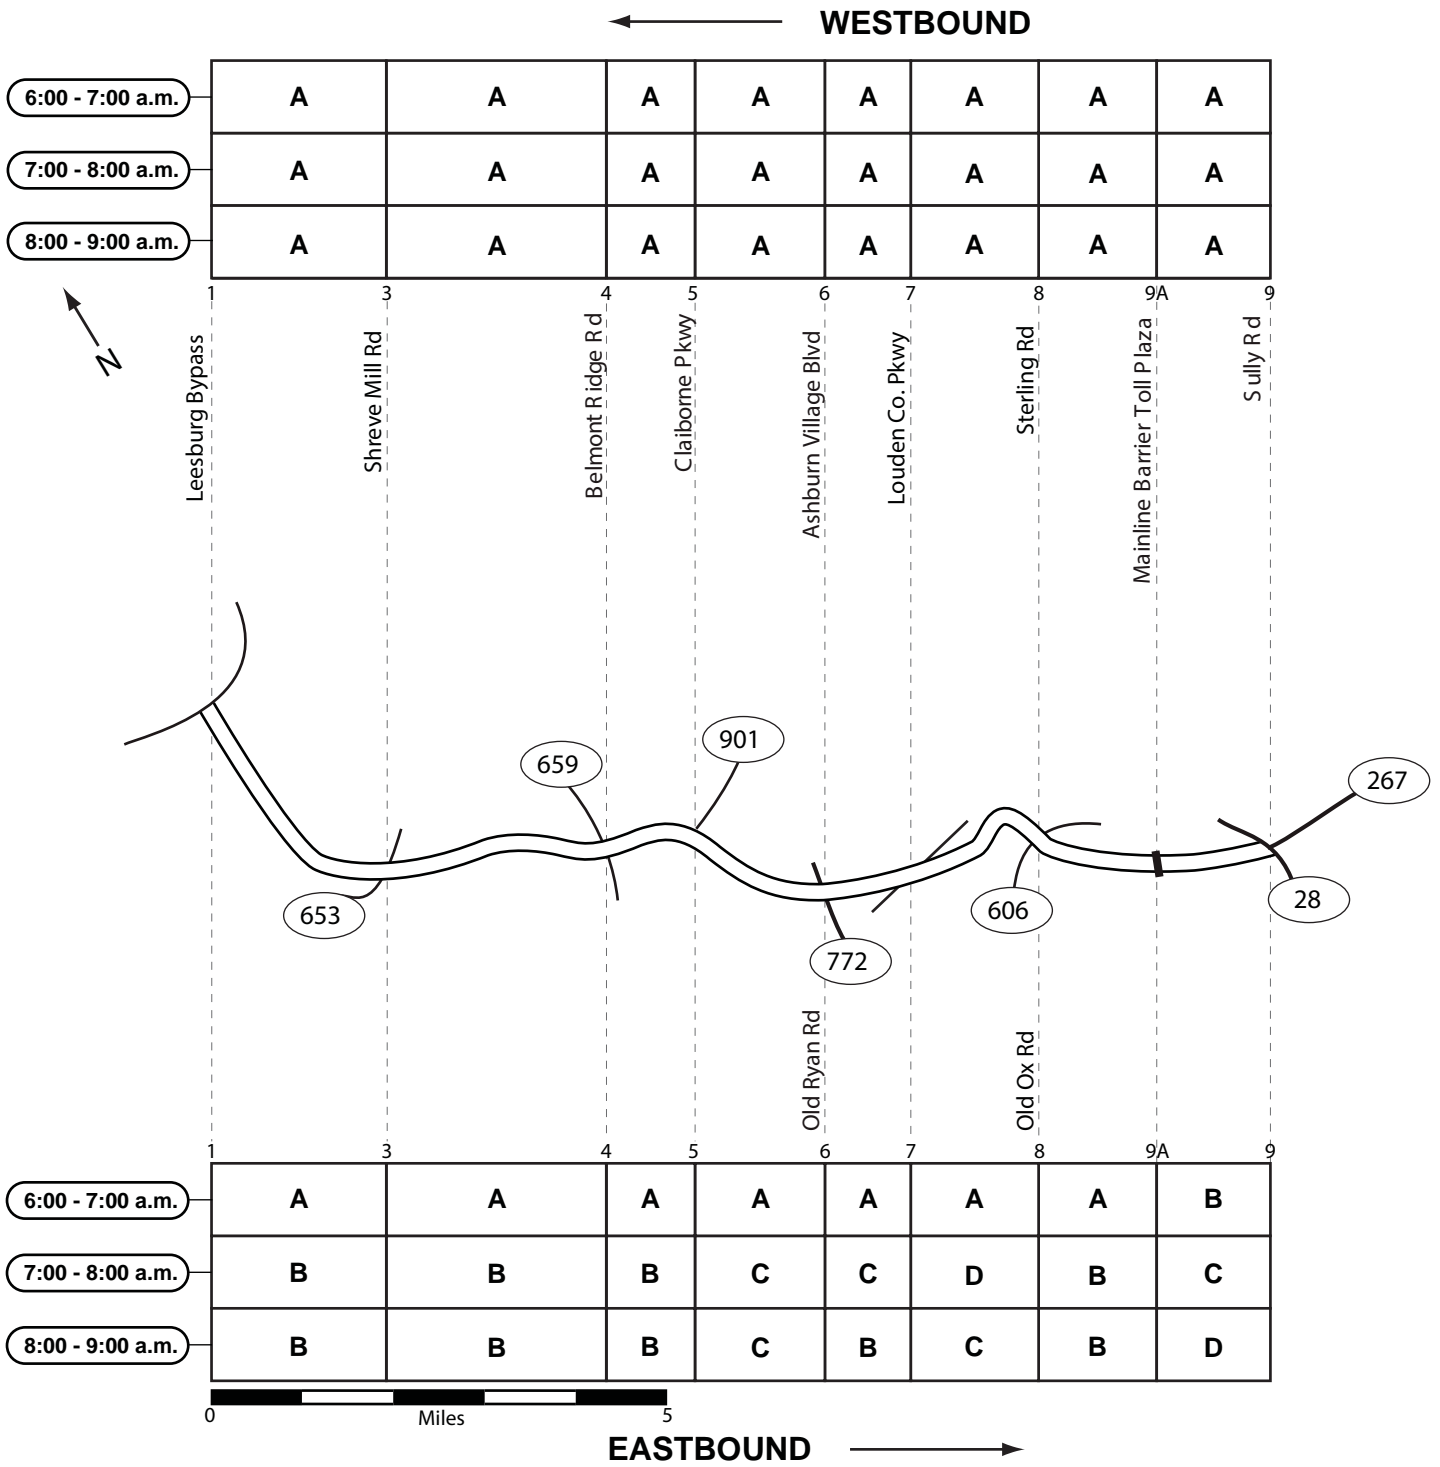 WESTBOUND
6:00 - 7:00 a.m. A A A A A A A A
7:00 - 8:00 a.m. A A A A A A A A
8:00 - 9:00 a.m. A A A A A A A A
1 3 4 5 6 7 8 9A 9
N
Leesburg Bypass
Shreve Mill Rd
Belmont Ridge Rd
Claiborne Pkwy
Ashburn Village Blvd
Louden Co. Pkwy
Sterling Rd
Mainline Barrier Toll Plaza
Sully Rd
901
659
267
653
606
28
772
Old Ryan Rd
Old Ox Rd
1 3 4 5 6 7 8 9A 9
6:00 - 7:00 a.m. A A A A A A A B
7:00 - 8:00 a.m. B B B C C D B C
8:00 - 9:00 a.m. B B B C B C B D
0 Miles 5
EASTBOUND